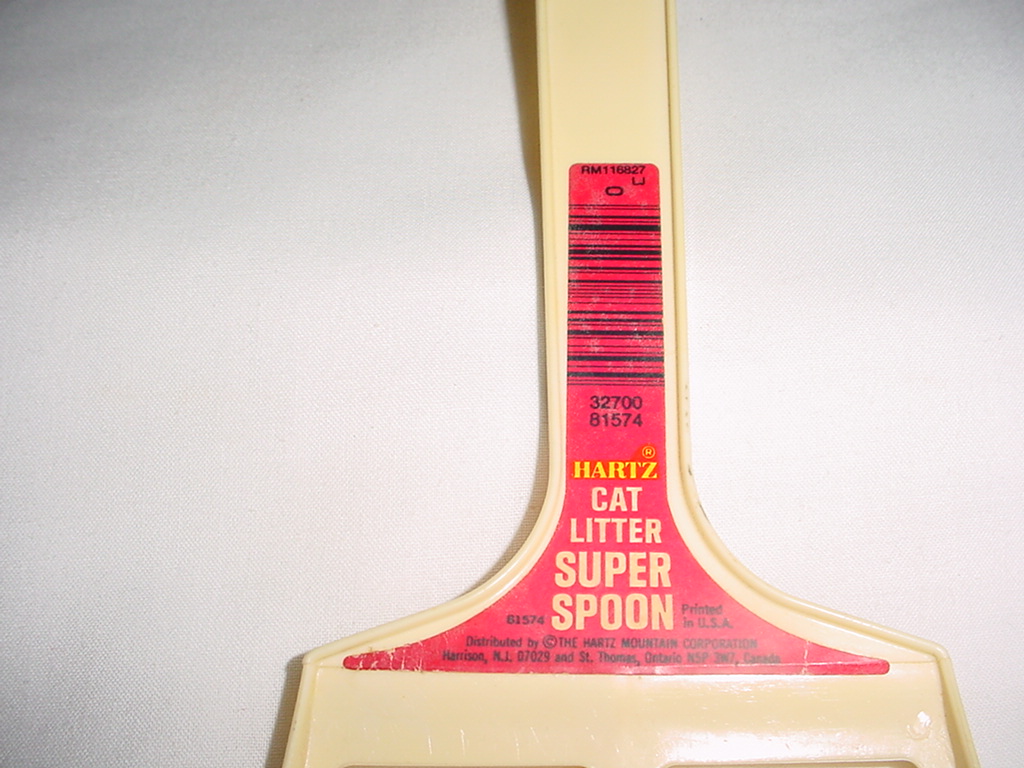 RM116827
0
32700
81574
HARTZ®
CAT
LITTER
SUPER
SPOON
81574
Printed
in U.S.A.
Distributed by ©THE HARTZ MOUNTAIN CORPORATION
Harrison, N.J. 07029 and St. Thomas, Ontario N5P 3W7, Canada